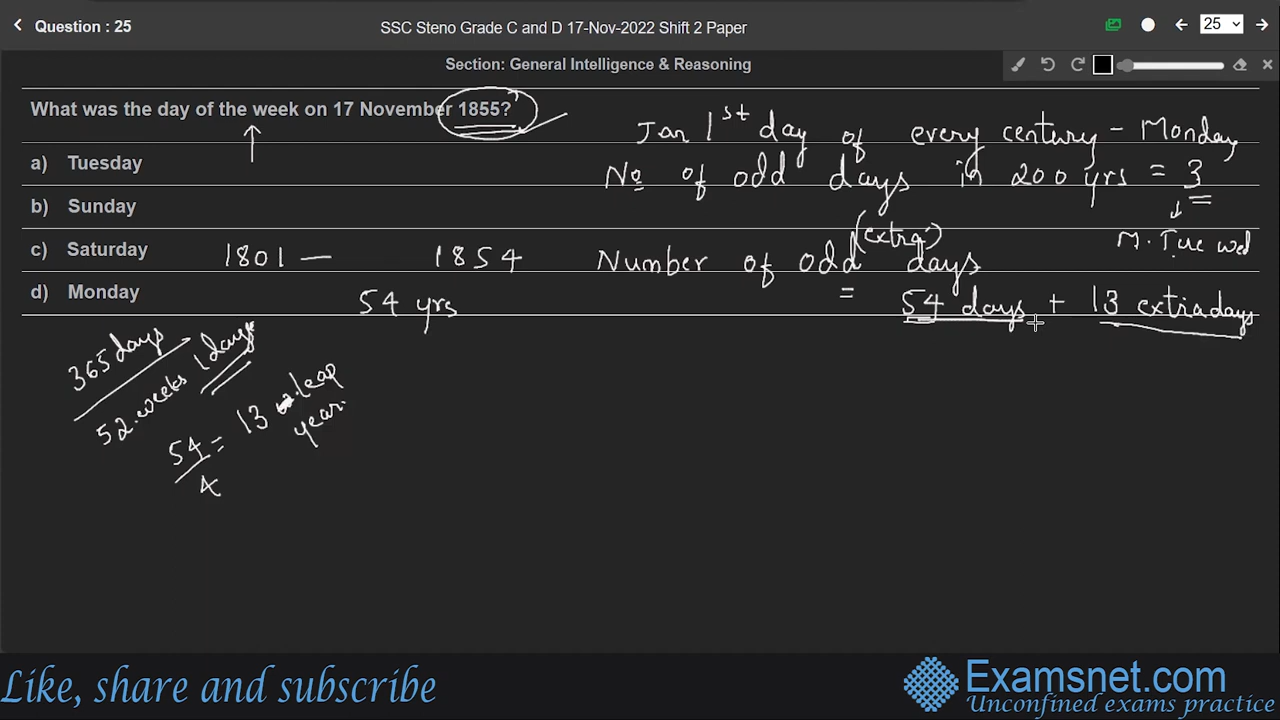 Question : 25
SSC Steno Grade C and D 17-Nov-2022 Shift 2 Paper
25
Section: General Intelligence & Reasoning
What was the day of the week on 17 November 1855?
Jan 1st day of every century - Monday
a) Tuesday
No of odd days in 200 yrs = 3
b) Sunday
M. Tue wed
c) Saturday
1801 — 1854
(extra)
Number of odd days
d) Monday
54 yrs
= 54 days + 13 extra days
365 days
52 weeks 1 day
54/4 = 13 leap
year
Like, share and subscribe
Examsnet.com
Unconfined exams practice